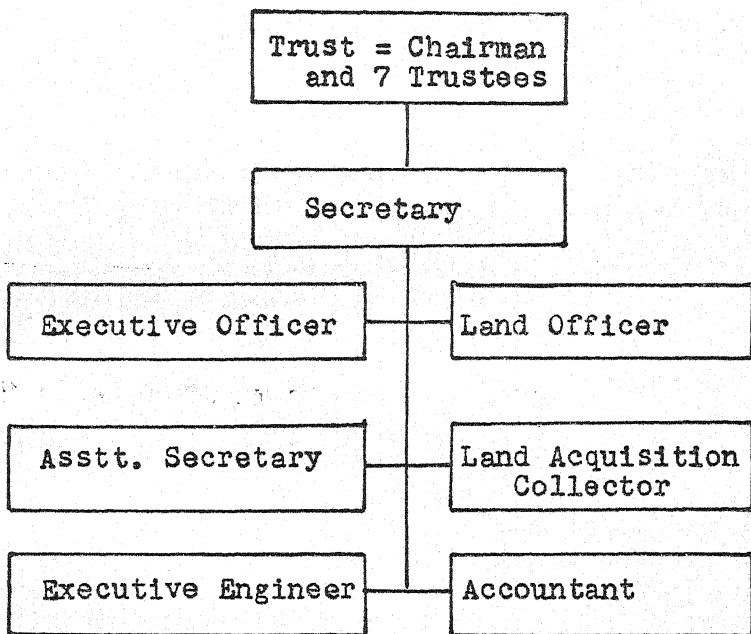 Trust = Chairman
and 7 Trustees
Secretary
Executive Officer
Land Officer
Asstt. Secretary
Land Acquisition
Collector
Executive Engineer
Accountant